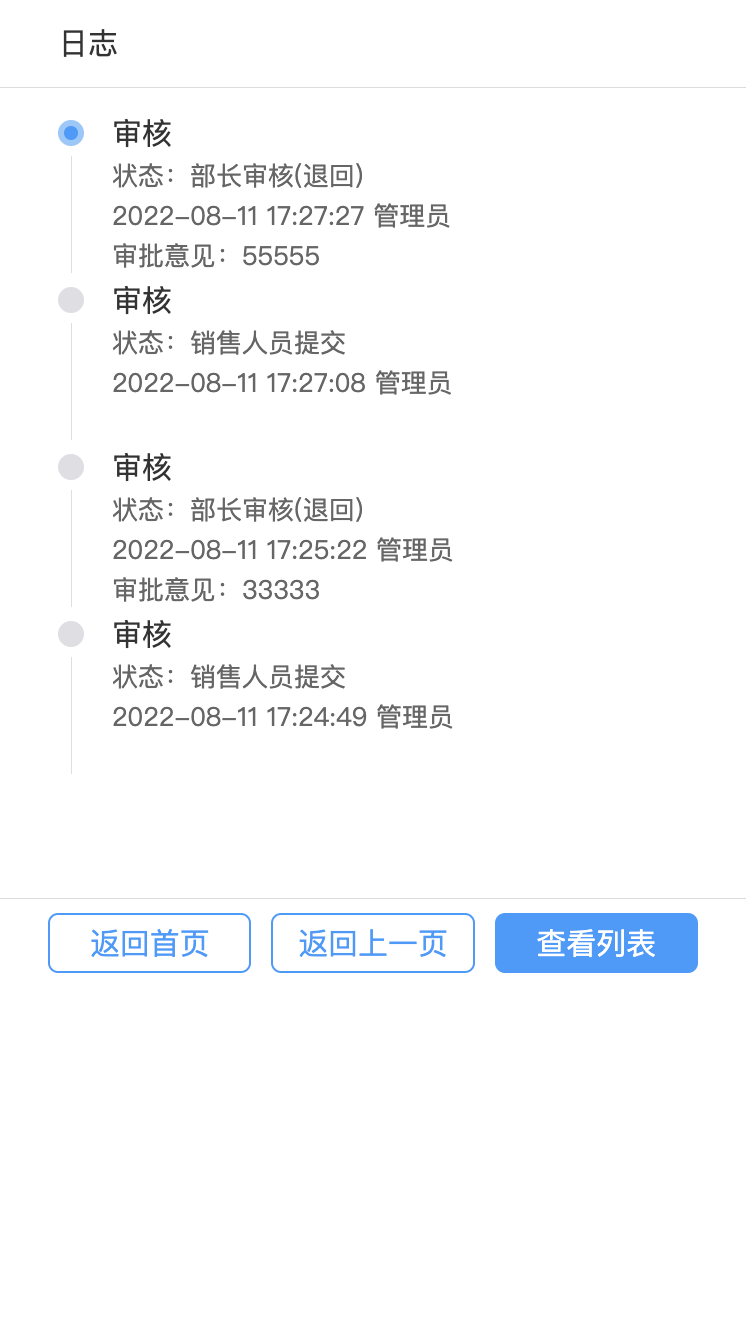 日志
审核
状态：部长审核(退回)
2022-08-11 17:27:27 管理员
审批意见：55555
审核
状态：销售人员提交
2022-08-11 17:27:08 管理员
审核
状态：部长审核(退回)
2022-08-11 17:25:22 管理员
审批意见：33333
审核
状态：销售人员提交
2022-08-11 17:24:49 管理员
返回首页 返回上一页 查看列表